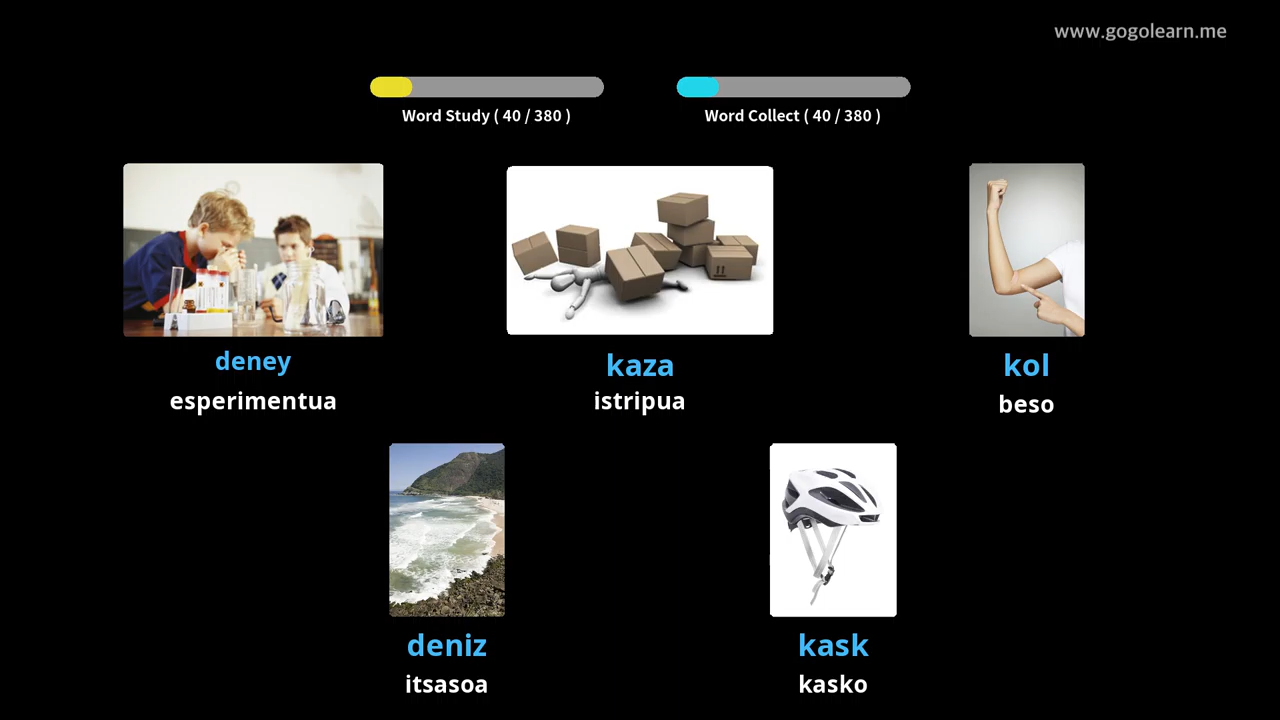 www.gogolearn.me
Word Study ( 40 / 380 )
Word Collect ( 40 / 380 )
deney
esperimentua
kaza
istripua
kol
beso
deniz
itsasoa
kask
kasko